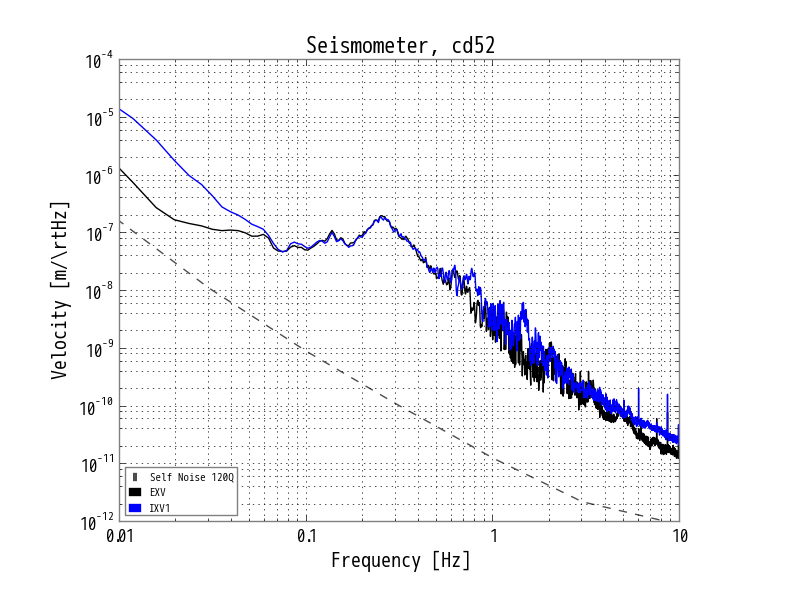 Seismometer, cd52
10^-4
10^-5
10^-6
10^-7
10^-8
10^-9
10^-10
10^-11
10^-12
Velocity [m/\rtHz]
Self Noise 120Q
EXV
IXV1
0.01 0.1 1 10
Frequency [Hz]